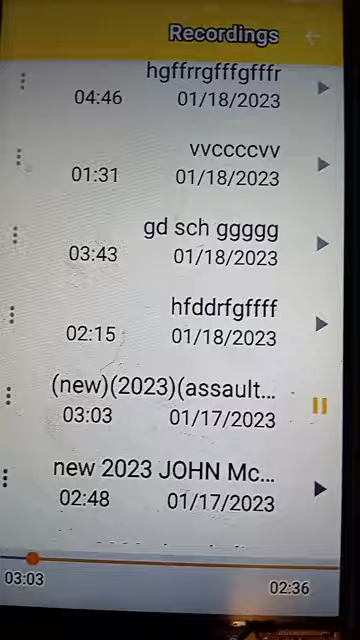 Recordings
hgffrrgfffgfffr
04:46 01/18/2023
vvccccvv
01:31 01/18/2023
gd sch ggggg
03:43 01/18/2023
hfddrfgffff
02:15 01/18/2023
(new)(2023)(assault...
03:03 01/17/2023
new 2023 JOHN Mc...
02:48 01/17/2023
03:03 02:36